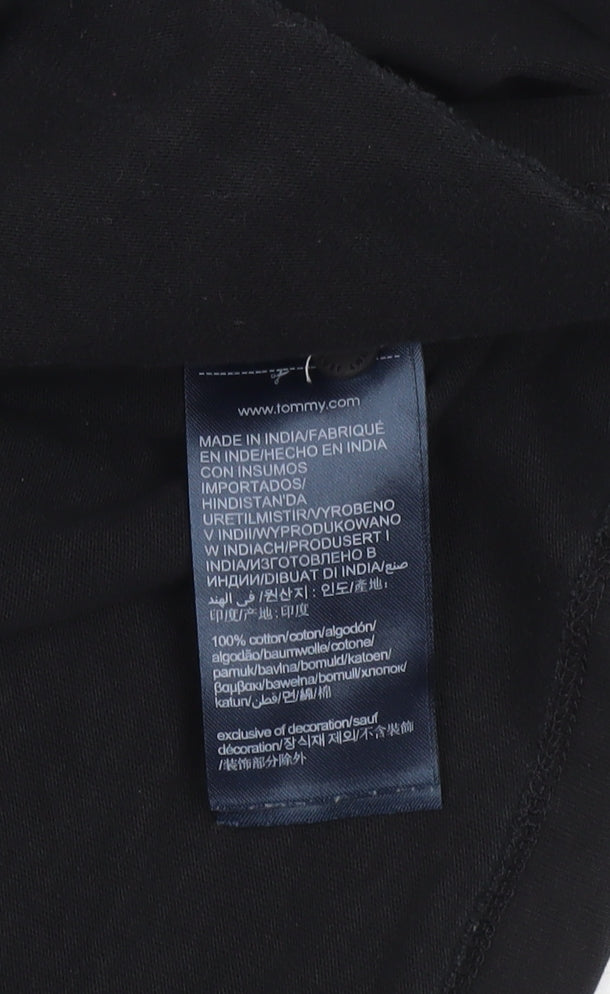 www.tommy.com
MADE IN INDIA/FABRIQUÉ
EN INDE/HECHO EN INDIA
CON INSUMOS
IMPORTADOS/
HINDISTAN'DA
URETILMISTIR/VYROBENO
V INDII/WYPRODUKOWANO
W INDIACH/PRODUSERT I
INDIA/ИЗГОТОВЛЕНО В
ИНДИИ/DIBUAT DI INDIA/صنع
في الهند/원산지 : 인도/產地:
印度/产地:印度
100% cotton/coton/algodón/
algodão/baumwolle/cotone/
pamuk/bavlna/bomuld/katoen/
βαμβακι/bawełna/bomull/хлопок/
katun/قطن/면/綿/棉
exclusive of decoration/sauf
décoration/장식재 제외/不含裝飾
/装饰部分除外